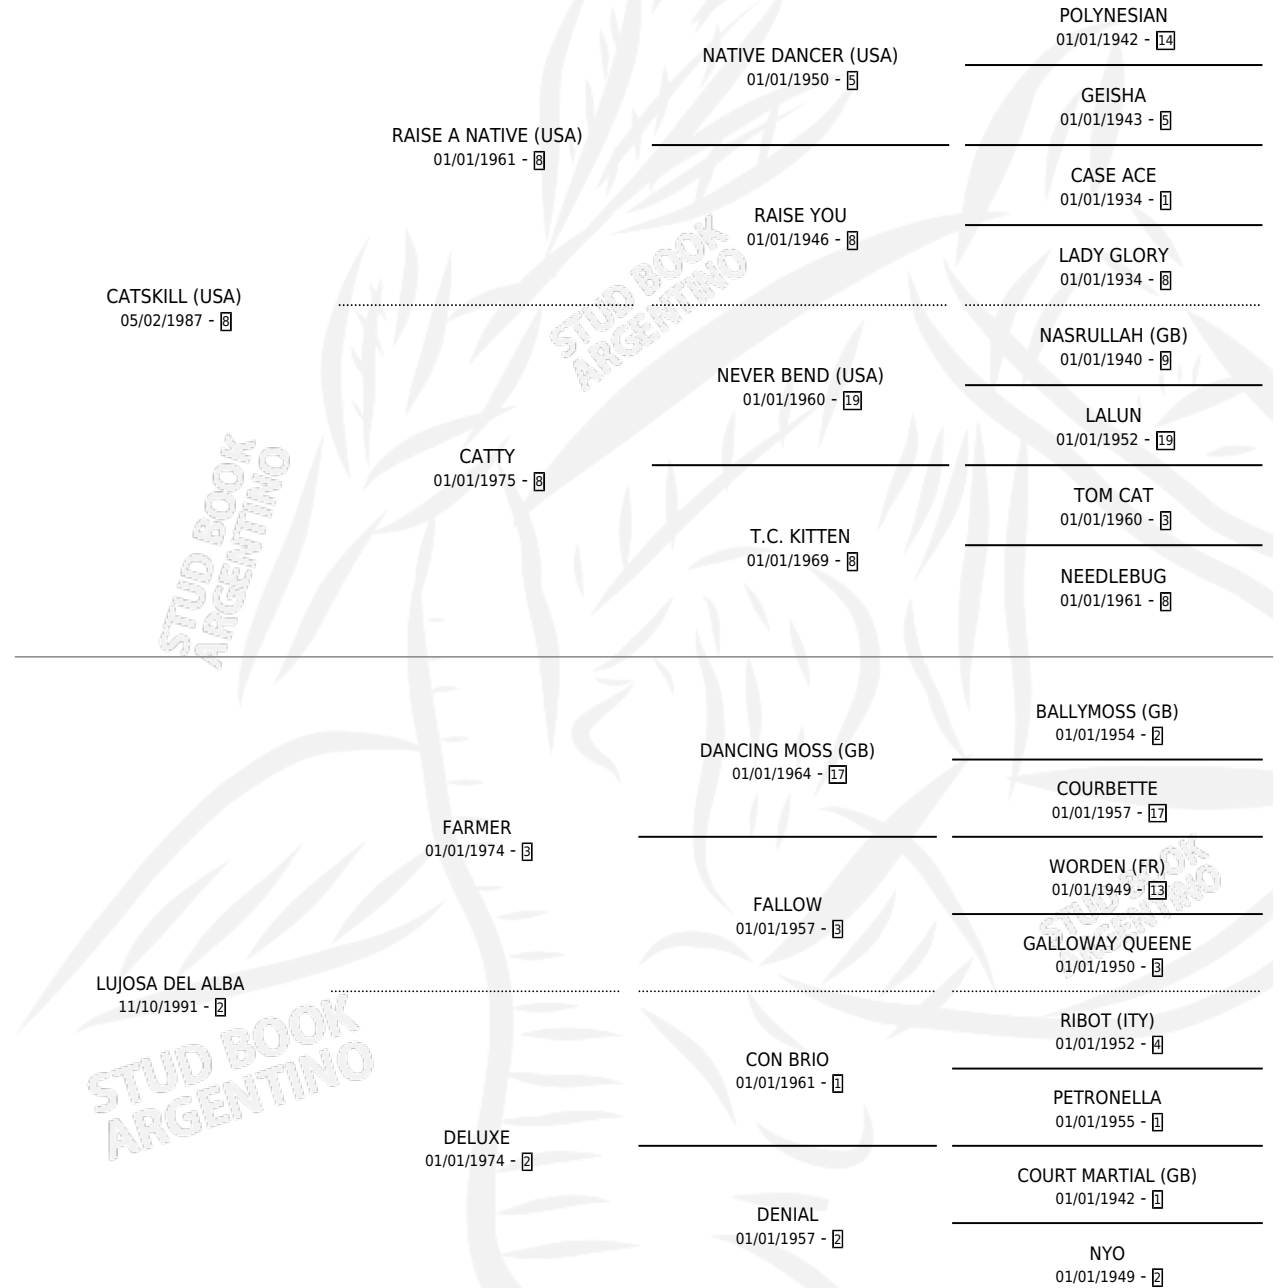 POLYNESIAN
01/01/1942 - 14
NATIVE DANCER (USA)
01/01/1950 - 5
GEISHA
01/01/1943 - 5
RAISE A NATIVE (USA)
01/01/1961 - 8
CASE ACE
01/01/1934 - 1
RAISE YOU
01/01/1946 - 8
LADY GLORY
01/01/1934 - 8
CATSKILL (USA)
05/02/1987 - 8
STUD BOOK
ARGENTINO
NASRULLAH (GB)
01/01/1940 - 9
NEVER BEND (USA)
01/01/1960 - 19
LALUN
01/01/1952 - 19
CATTY
01/01/1975 - 8
TOM CAT
01/01/1960 - 3
T.C. KITTEN
01/01/1969 - 8
NEEDLEBUG
01/01/1961 - 8
STUD BOOK
ARGENTINO
BALLYMOSS (GB)
01/01/1954 - 2
DANCING MOSS (GB)
01/01/1964 - 17
COURBETTE
01/01/1957 - 17
FARMER
01/01/1974 - 3
WORDEN (FR)
01/01/1949 - 13
FALLOW
01/01/1957 - 3
GALLOWAY QUEENE
01/01/1950 - 3
STUD BOOK
ARGENTINO
LUJOSA DEL ALBA
11/10/1991 - 2
RIBOT (ITY)
01/01/1952 - 4
CON BRIO
01/01/1961 - 1
PETRONELLA
01/01/1955 - 1
STUD BOOK
ARGENTINO
DELUXE
01/01/1974 - 2
COURT MARTIAL (GB)
01/01/1942 - 1
DENIAL
01/01/1957 - 2
NYO
01/01/1949 - 2